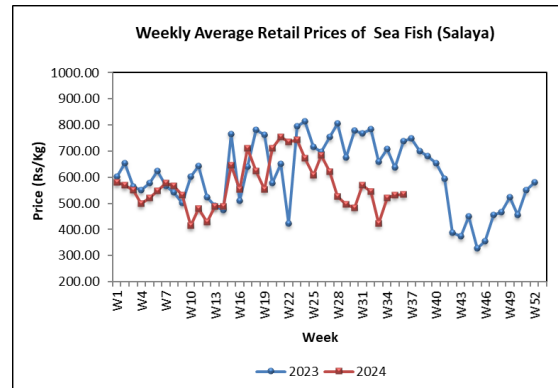 Weekly Average Retail Prices of  Sea Fish (Salaya)
Price (Rs/Kg)
1000.00
900.00
800.00
700.00
600.00
500.00
400.00
300.00
200.00
W1 W4 W7 W10 W13 W16 W19 W22 W25 W28 W31 W34 W37 W40 W43 W46 W49 W52
Week
2023 2024